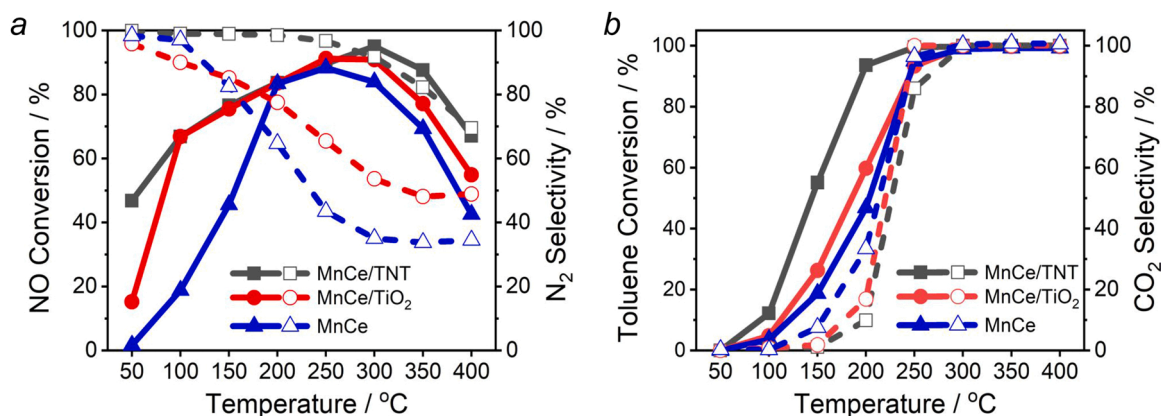 a
NO Conversion / %
100
80
60
40
20
0
50 100 150 200 250 300 350 400
Temperature / °C
100
80
60
40
20
0
N2 Selectivity / %
MnCe/TNT
MnCe/TiO2
MnCe
b
Toluene Conversion / %
100
80
60
40
20
0
50 100 150 200 250 300 350 400
Temperature / °C
100
80
60
40
20
0
CO2 Selectivity / %
MnCe/TNT
MnCe/TiO2
MnCe